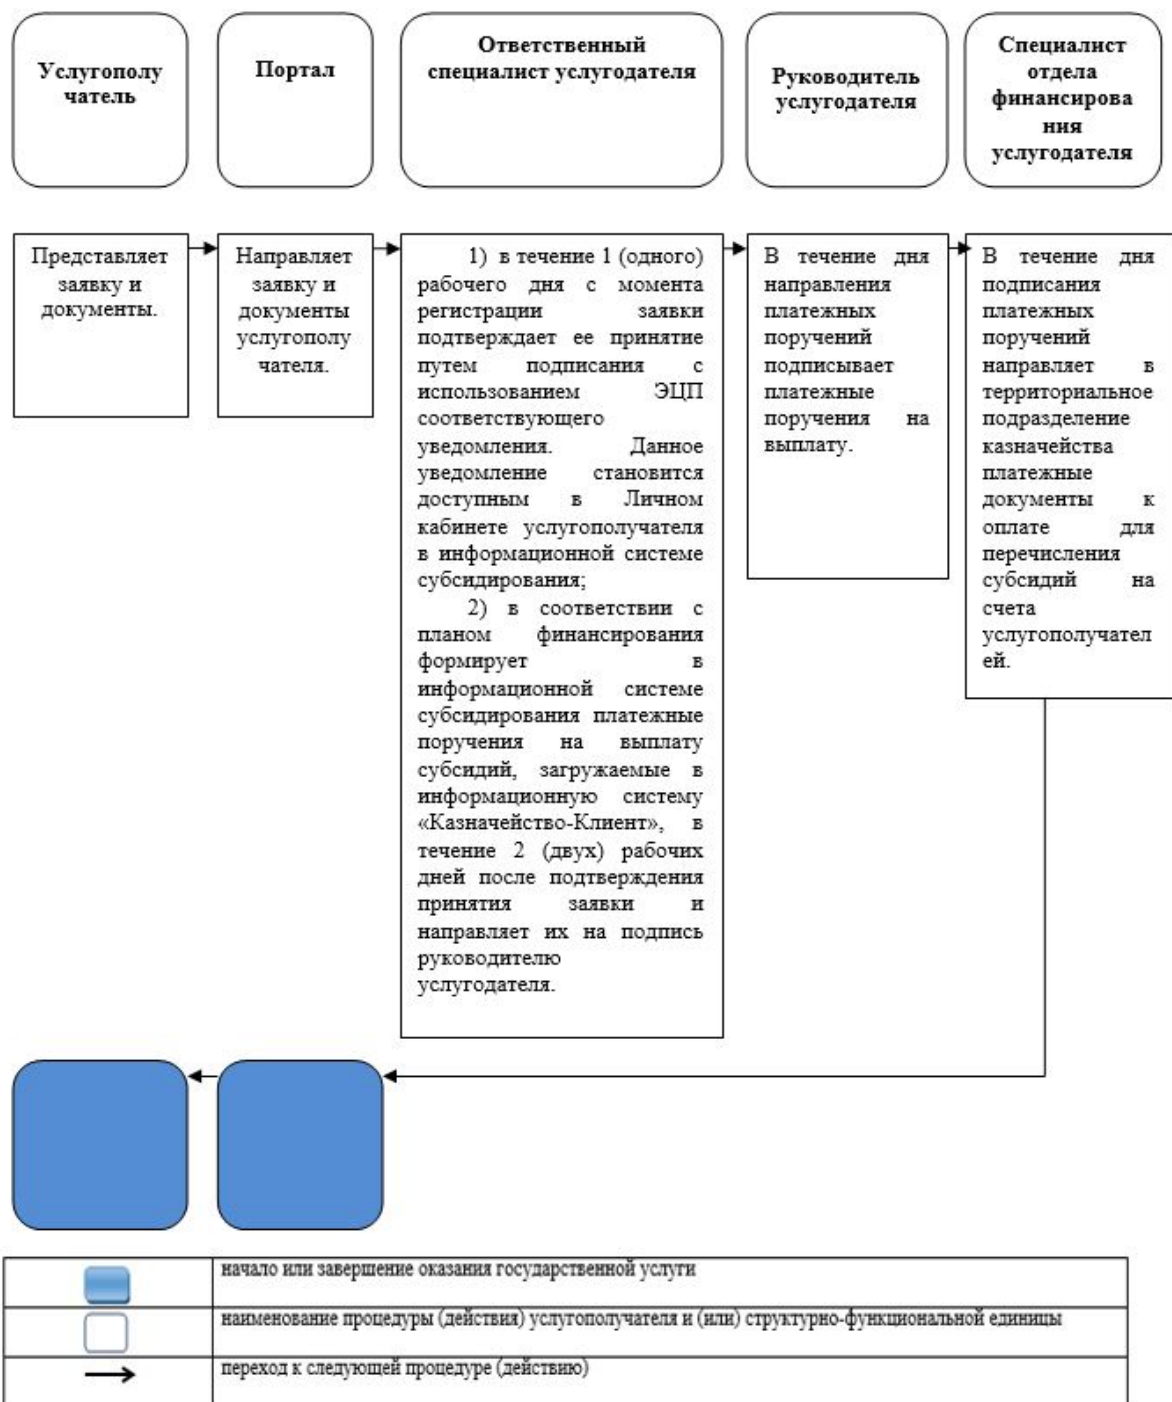 Услугополу
чатель
Портал
Ответственный
специалист услугодателя
Руководитель
услугодателя
Специалист
отдела
финансирова
ния
услугодателя
Представляет
заявку и
документы.
Направляет
заявку и
документы
услугополу
чателя.
1) в течение 1 (одного)
рабочего дня с момента
регистрации заявки
подтверждает ее принятие
путем подписания с
использованием ЭЦП
соответствующего
уведомления. Данное
уведомление становится
доступным в Личном
кабинете услугополучателя
в информационной системе
субсидирования;
2) в соответствии с
планом финансирования
формирует в
информационной системе
субсидирования платежные
поручения на выплату
субсидий, загружаемые в
информационную систему
«Казначейство-Клиент», в
течение 2 (двух) рабочих
дней после подтверждения
принятия заявки и
направляет их на подпись
руководителю
услугодателя.
В течение дня
направления
платежных
поручений
подписывает
платежные
поручения на
выплату.
В течение дня
подписания
платежных
поручений
направляет в
территориальное
подразделение
казначейства
платежные
документы к
оплате для
перечисления
субсидий на
счета
услугополучател
ей.
начало или завершение оказания государственной услуги
наименование процедуры (действия) услугополучателя и (или) структурно-функциональной единицы
переход к следующей процедуре (действию)